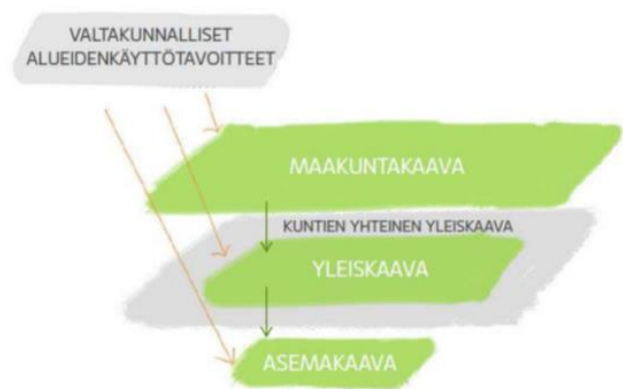 VALTAKUNNALLISET
ALUEIDENKÄYTTÖTAVOITTEET
MAAKUNTAKAAVA
KUNTIEN YHTEINEN YLEISKAAVA
YLEISKAAVA
ASEMAKAAVA